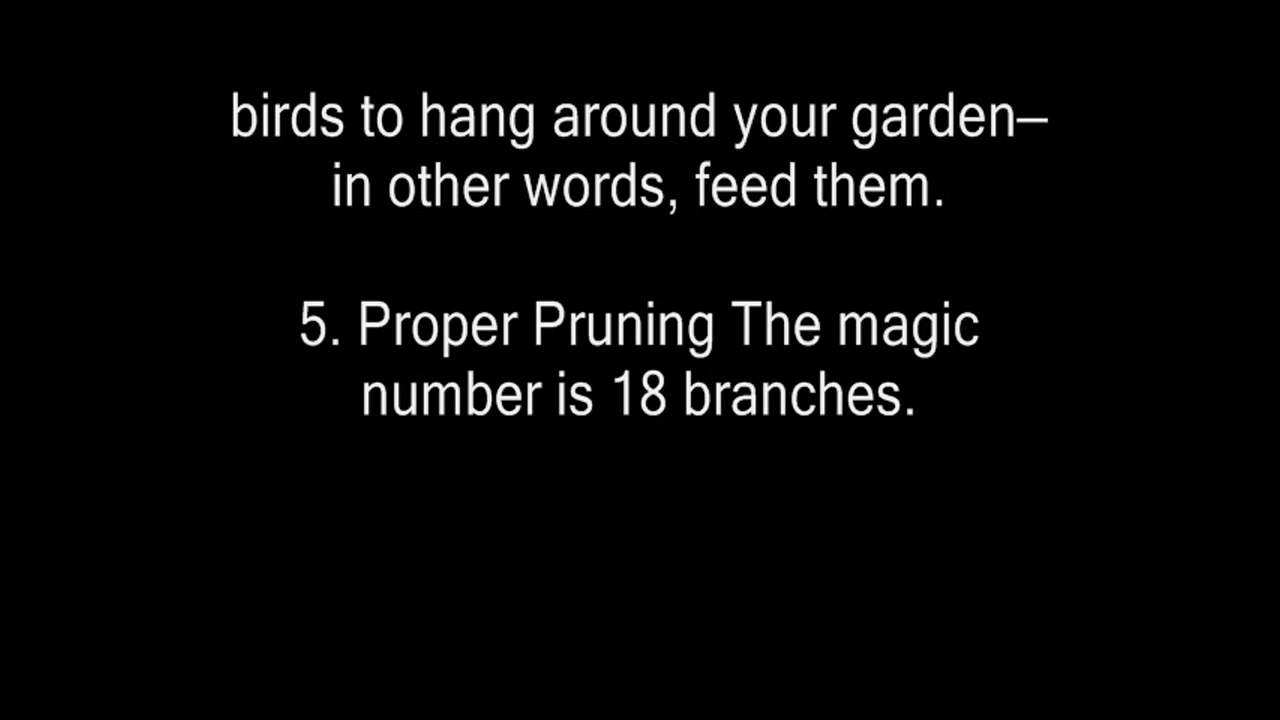 birds to hang around your garden–
in other words, feed them.
5. Proper Pruning The magic
number is 18 branches.